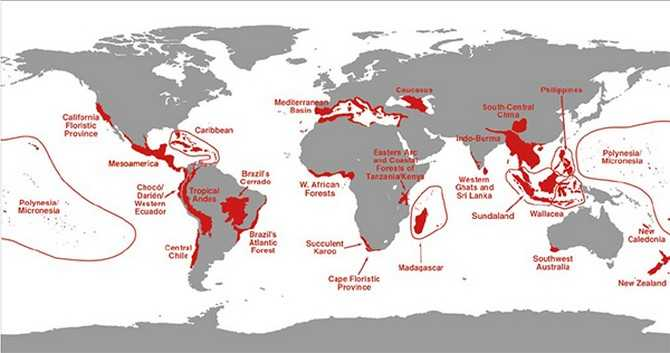 California
Floristic
Province
Caribbean
Mesoamerica
Polynesia/
Micronesia
Chocó/
Darién/
Western
Ecuador
Tropical
Andes
Brazil's
Cerrado
Central
Chile
Brazil's
Atlantic
Forest
Mediterranean
Basin
Caucasus
W. African
Forests
Eastern Arc
and Coastal
Forests of
Tanzania/Kenya
Succulent
Karoo
Cape Floristic
Province
Madagascar
South-Central
China
Philippines
Indo-Burma
Western
Ghats and
Sri Lanka
Sundaland
Wallacea
Polynesia/
Micronesia
Southwest
Australia
New
Caledonia
New Zealand